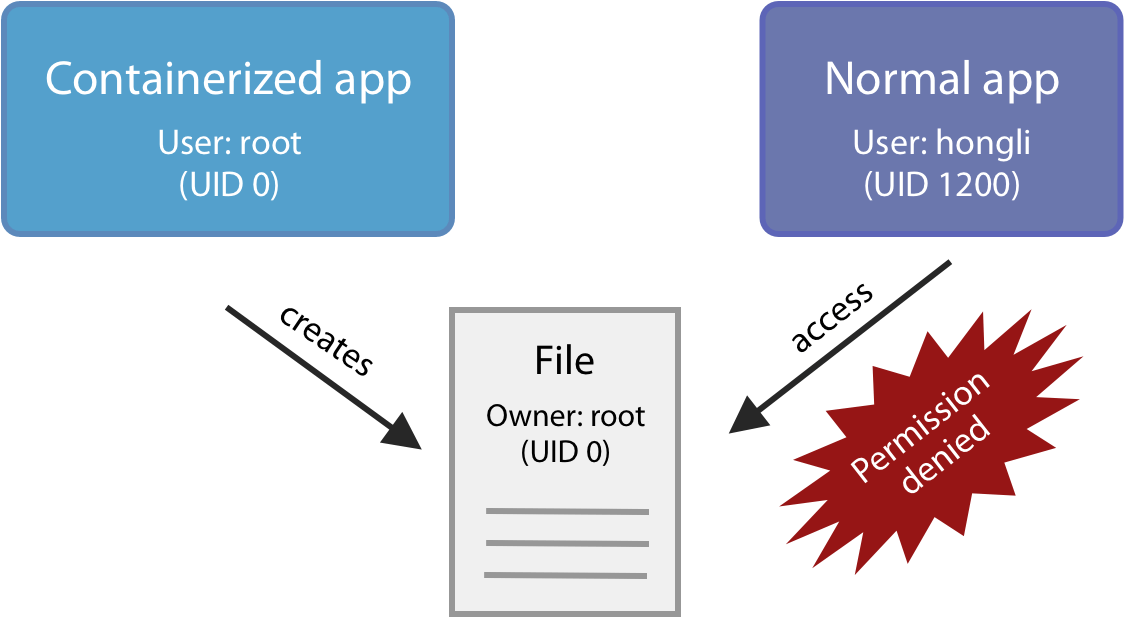 Containerized app
User: root
(UID 0)
Normal app
User: hongli
(UID 1200)
creates
access
File
Owner: root
(UID 0)
Permission
denied